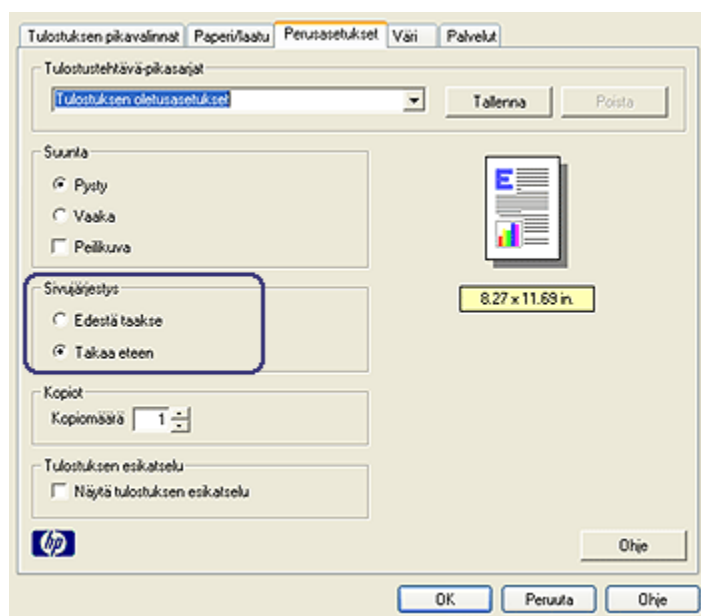 Tulostuksen pikavalinnat Paperi/laatu Perusasetukset Väri Palvelut
Tulostustehtävä-pikasarjat
Tulostuksen oletusasetukset Tallenna Poista
Suunta
Pysty
Vaaka
Peilikuva
E
8.27 x 11.69 in.
Sivujärjestys
Edestä taakse
Takaa eteen
Kopiot
Kopiomäärä 1
Tulostuksen esikatselu
Näytä tulostuksen esikatselu
hp Ohje
OK Peruuta Ohje